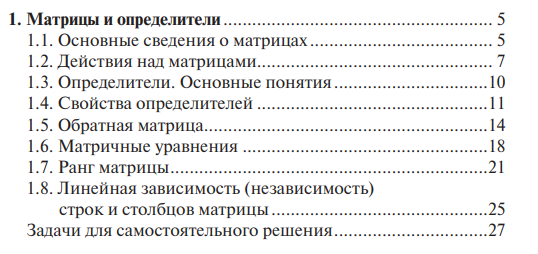 1. Матрицы и определители ............................................... 5
1.1. Основные сведения о матрицах ................................ 5
1.2. Действия над матрицами......................................... 7
1.3. Определители. Основные понятия ...........................10
1.4. Свойства определителей ........................................11
1.5. Обратная матрица..................................................14
1.6. Матричные уравнения ...........................................18
1.7. Ранг матрицы........................................................21
1.8. Линейная зависимость (независимость)
строк и столбцов матрицы ......................................25
Задачи для самостоятельного решения...........................27